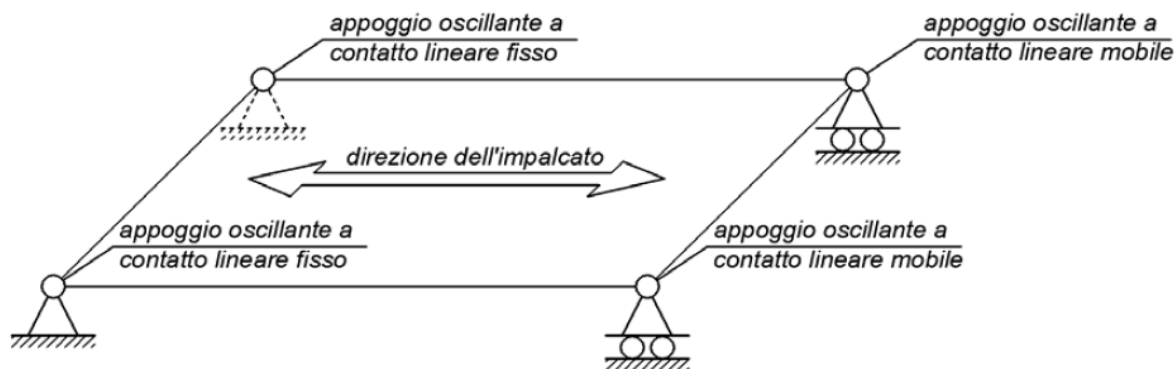 appoggio oscillante a
contatto lineare fisso
appoggio oscillante a
contatto lineare mobile
direzione dell'impalcato
appoggio oscillante a
contatto lineare fisso
appoggio oscillante a
contatto lineare mobile